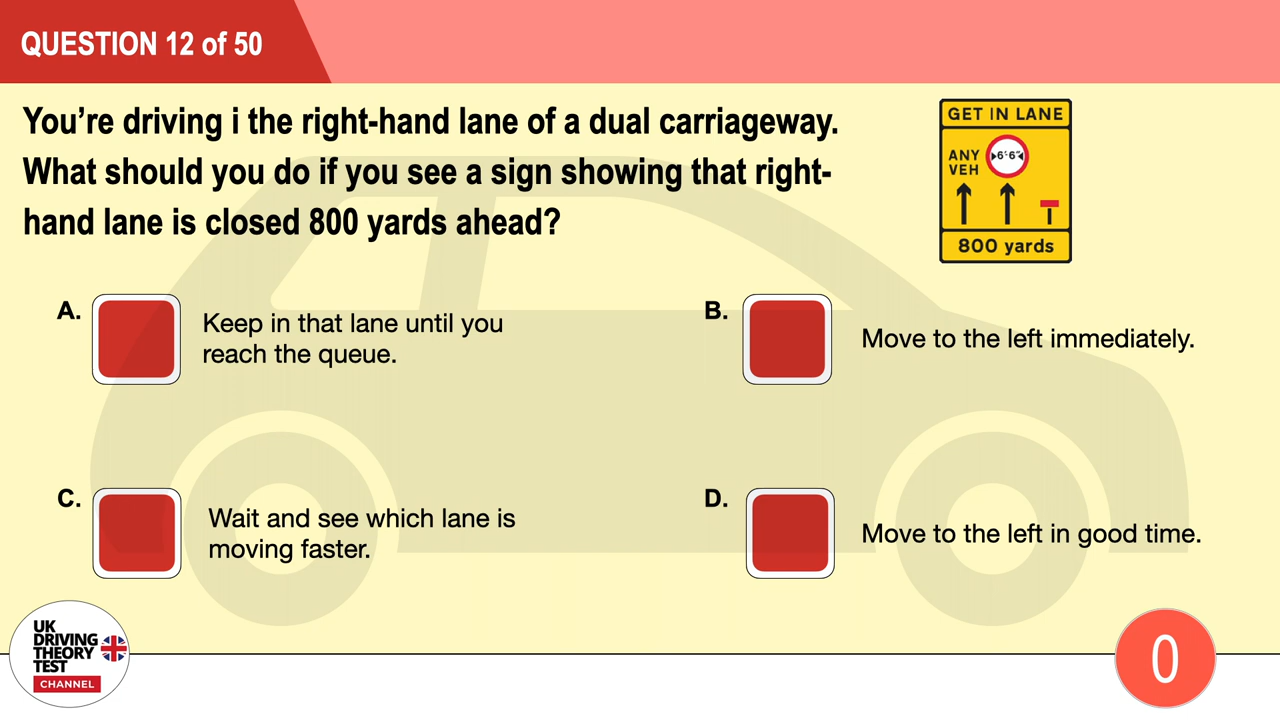 QUESTION 12 of 50
You’re driving i the right-hand lane of a dual carriageway.
What should you do if you see a sign showing that right-
hand lane is closed 800 yards ahead?
GET IN LANE
ANY
VEH
6'-6"
800 yards
A.
Keep in that lane until you
reach the queue.
B.
Move to the left immediately.
C.
Wait and see which lane is
moving faster.
D.
Move to the left in good time.
UK
DRIVING
THEORY
TEST
CHANNEL
0